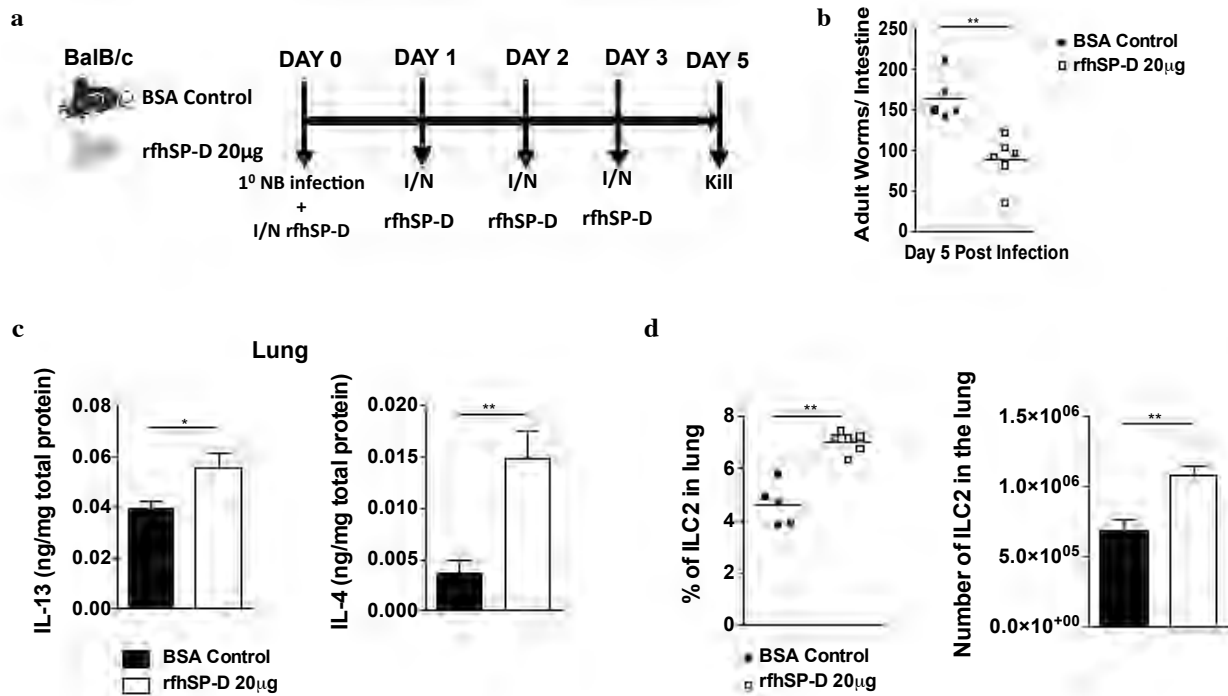 a
BalB/c
BSA Control
rfhSP-D 20µg
DAY 0 DAY 1 DAY 2 DAY 3 DAY 5
1⁰ NB infection
+
I/N rfhSP-D
I/N
rfhSP-D
I/N
rfhSP-D
I/N
rfhSP-D
Kill
b
Adult Worms/ Intestine
250
200
150
100
50
0
**
BSA Control
rfhSP-D 20µg
Day 5 Post Infection
c
Lung
IL-13 (ng/mg total protein)
0.08
0.06
0.04
0.02
0.00
*
IL-4 (ng/mg total protein)
0.020
0.015
0.010
0.005
0.000
**
BSA Control
rfhSP-D 20µg
d
% of ILC2 in lung
8
6
4
2
0
**
BSA Control
rfhSP-D 20µg
Number of ILC2 in the lung
1.5×10⁰⁶
1.0×10⁰⁶
5.0×10⁰⁵
0.0×10⁺⁰⁰
**